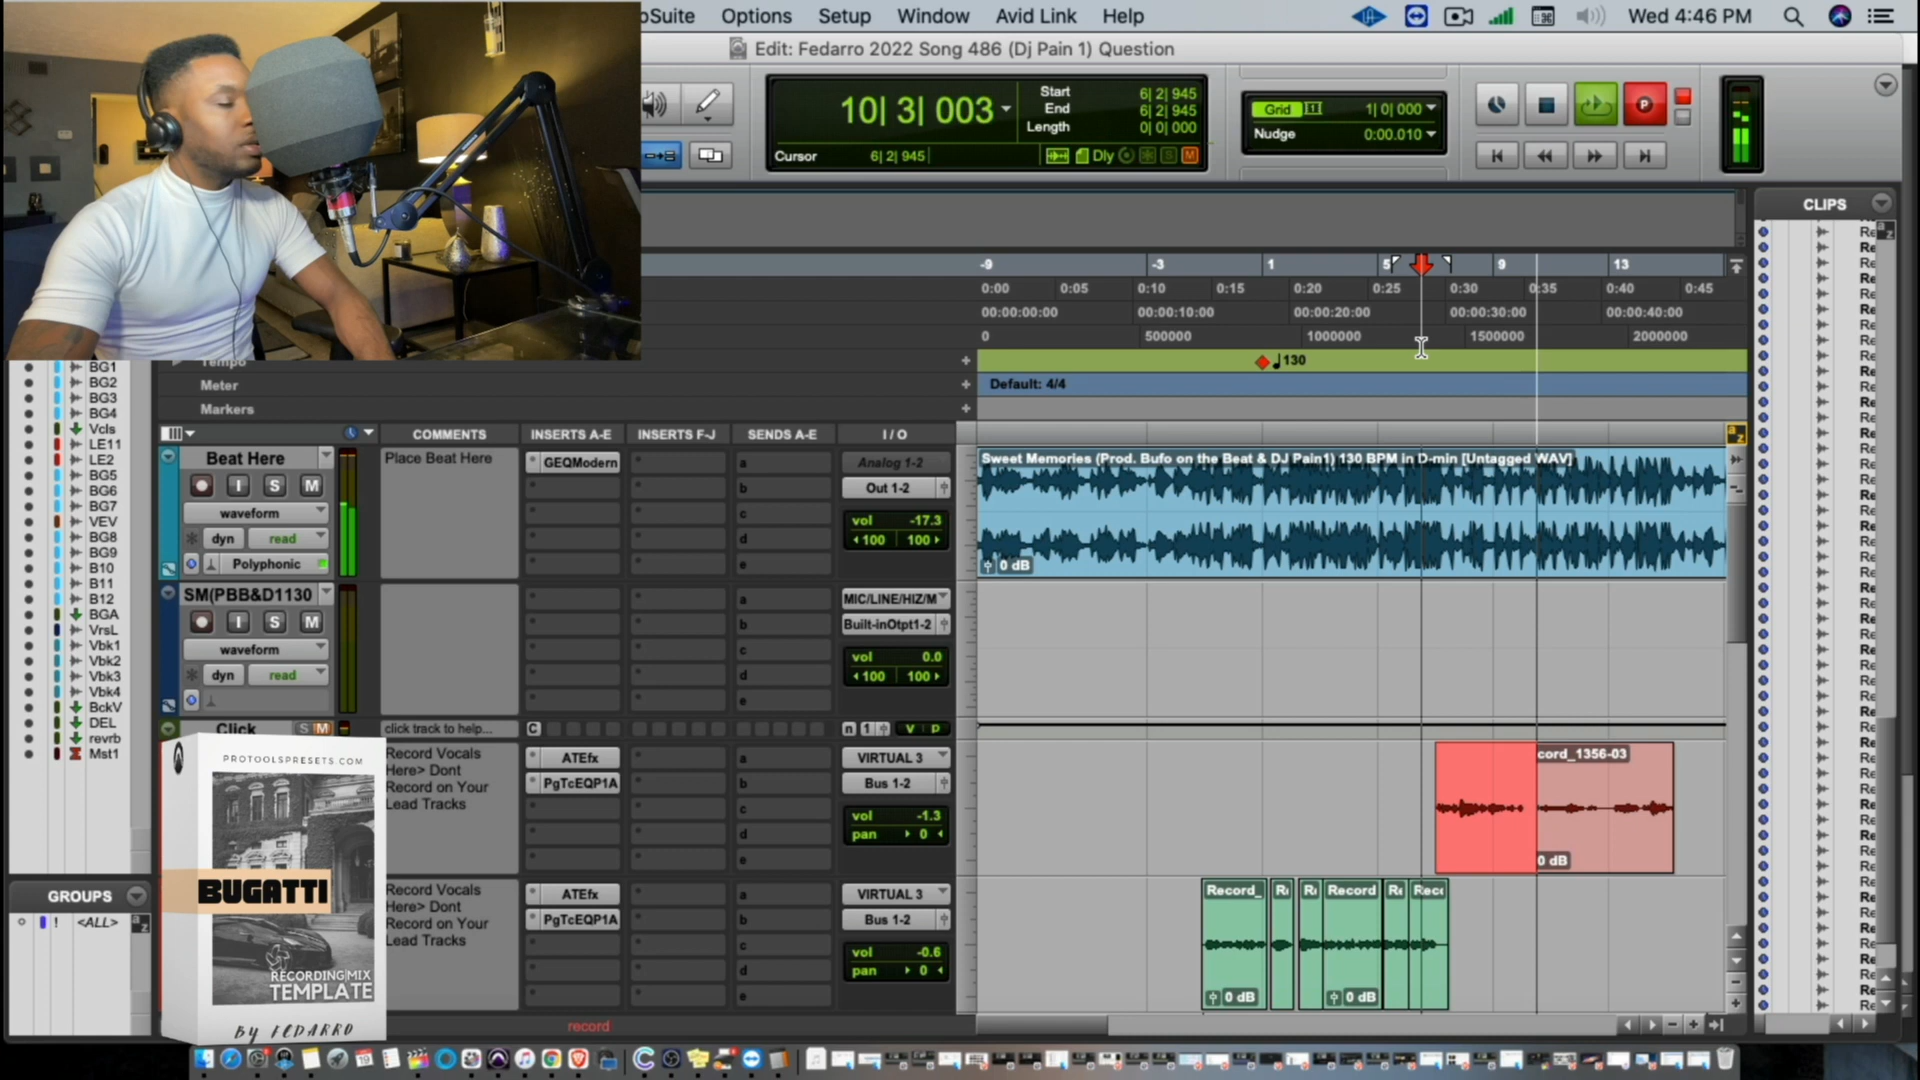 oSuite Options Setup Window Avid Link Help Wed 4:46 PM
Edit: Fedarro 2022 Song 486 (Dj Pain 1) Question
10| 3| 003
Start 6| 2| 945
End 6| 2| 945
Length 0| 0| 000
Cursor 6| 2| 945
Dly S M
Grid 1| 0| 000
Nudge 0:00.010
P
CLIPS
-9 -3 1 5 9 13
0:00 0:05 0:10 0:15 0:20 0:25 0:30 0:35 0:40 0:45
00:00:00:00 00:00:10:00 00:00:20:00 00:00:30:00 00:00:40:00
0 500000 1000000 1500000 2000000
Tempo
130
Meter
Default: 4/4
Markers
BG1
BG2
BG3
BG4
Vcls
LE11
LE2
BG5
BG6
BG7
VEV
BG8
BG9
B10
B11
B12
BGA
VrsL
Vbk1
Vbk2
Vbk3
Vbk4
BckV
DEL
revrb
Mst1
COMMENTS INSERTS A-E INSERTS F-J SENDS A-E I / O
Beat Here
I S M
waveform
dyn read
Polyphonic
Place Beat Here
GEQModern
a
b
c
d
e
Analog 1-2
Out 1-2
vol -17.3
100 100
Sweet Memories (Prod. Bufo on the Beat & DJ Pain1) 130 BPM in D-min [Untagged WAV]
0 dB
SM(PBB&D1130
I S M
waveform
dyn read
a
b
c
d
e
MIC/LINE/HIZ/M
Built-inOtpt1-2
vol 0.0
100 100
Click S M
click track to help...
C
n 1 v p
Record Vocals
Here> Dont
Record on Your
Lead Tracks
ATEfx
PgTcEQP1A
a
b
c
d
e
VIRTUAL 3
Bus 1-2
vol -1.3
pan 0
cord_1356-03
0 dB
Record Vocals
Here> Dont
Record on Your
Lead Tracks
ATEfx
PgTcEQP1A
a
b
c
d
e
VIRTUAL 3
Bus 1-2
vol -0.6
pan 0
Record_ R R Record Re Rec
0 dB 0 dB
record
GROUPS
! <ALL>
PROTOOLSPRESETS.COM
BUGATTI
RECORDING MIX
TEMPLATE
BY FEDARRO